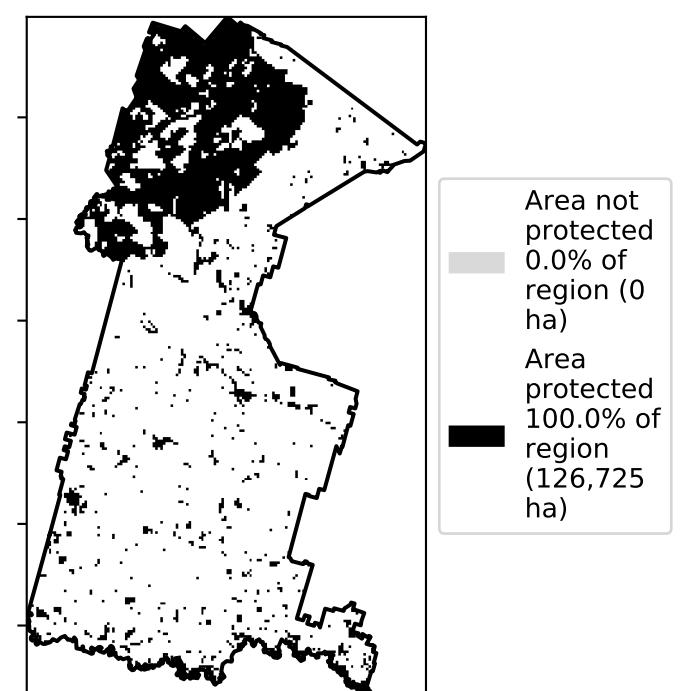 Area not
protected
0.0% of
region (0
ha)
Area
protected
100.0% of
region
(126,725
ha)